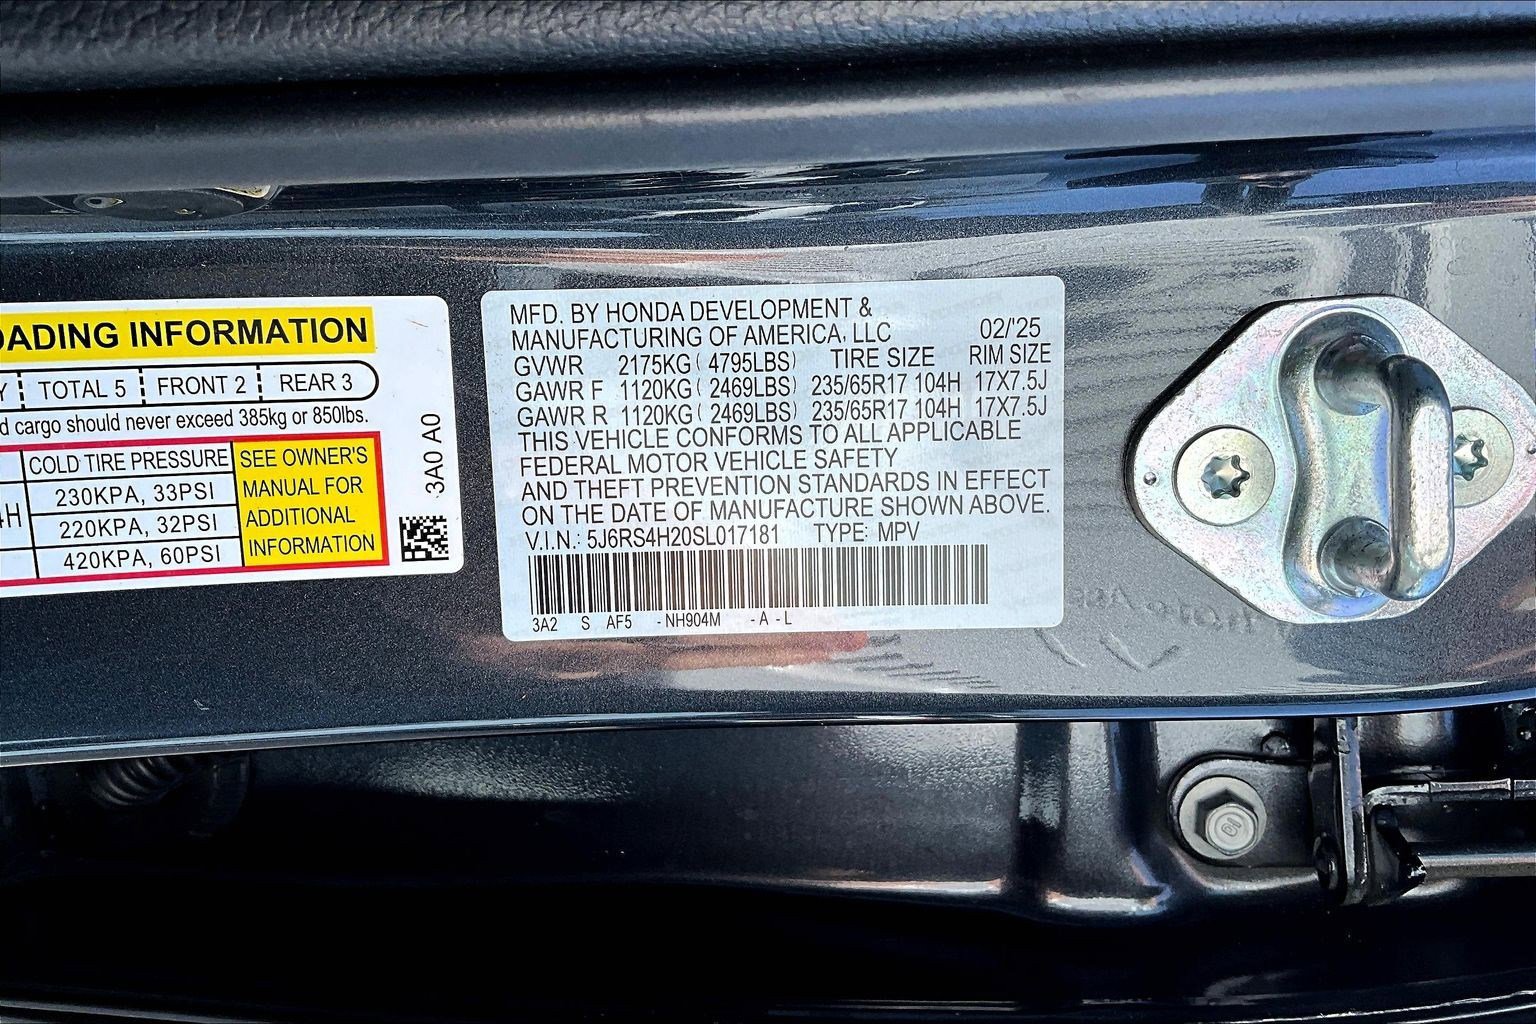 OADING INFORMATION
Y TOTAL 5 FRONT 2 REAR 3
d cargo should never exceed 385kg or 850lbs.
COLD TIRE PRESSURE
4H
230KPA, 33PSI
220KPA, 32PSI
420KPA, 60PSI
SEE OWNER'S
MANUAL FOR
ADDITIONAL
INFORMATION
3A0 A0
MFD. BY HONDA DEVELOPMENT &
MANUFACTURING OF AMERICA, LLC 02/'25
GVWR 2175KG ( 4795LBS) TIRE SIZE RIM SIZE
GAWR F 1120KG ( 2469LBS) 235/65R17 104H 17X7.5J
GAWR R 1120KG ( 2469LBS) 235/65R17 104H 17X7.5J
THIS VEHICLE CONFORMS TO ALL APPLICABLE
FEDERAL MOTOR VEHICLE SAFETY
AND THEFT PREVENTION STANDARDS IN EFFECT
ON THE DATE OF MANUFACTURE SHOWN ABOVE.
V.I.N.: 5J6RS4H20SL017181 TYPE: MPV
3A2 S AF5 - NH904M - A - L
10